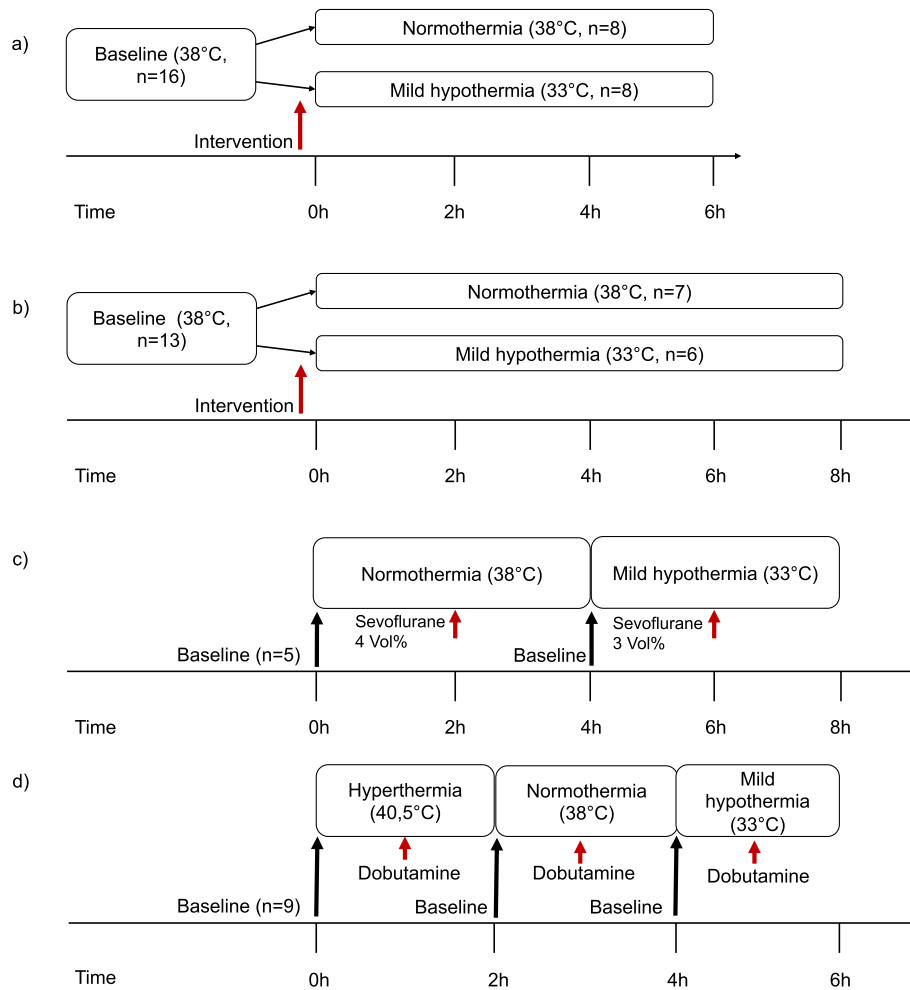 a)
Baseline (38°C,
n=16)
Normothermia (38°C, n=8)
Mild hypothermia (33°C, n=8)
Intervention
Time
0h
2h
4h
6h
b)
Baseline (38°C,
n=13)
Normothermia (38°C, n=7)
Mild hypothermia (33°C, n=6)
Intervention
Time
0h
2h
4h
6h
8h
c)
Normothermia (38°C)
Mild hypothermia (33°C)
Sevoflurane
4 Vol%
Sevoflurane
3 Vol%
Baseline (n=5)
Baseline
Time
0h
2h
4h
6h
8h
d)
Hyperthermia
(40,5°C)
Normothermia
(38°C)
Mild
hypothermia
(33°C)
Dobutamine
Dobutamine
Dobutamine
Baseline (n=9)
Baseline
Baseline
Time
0h
2h
4h
6h